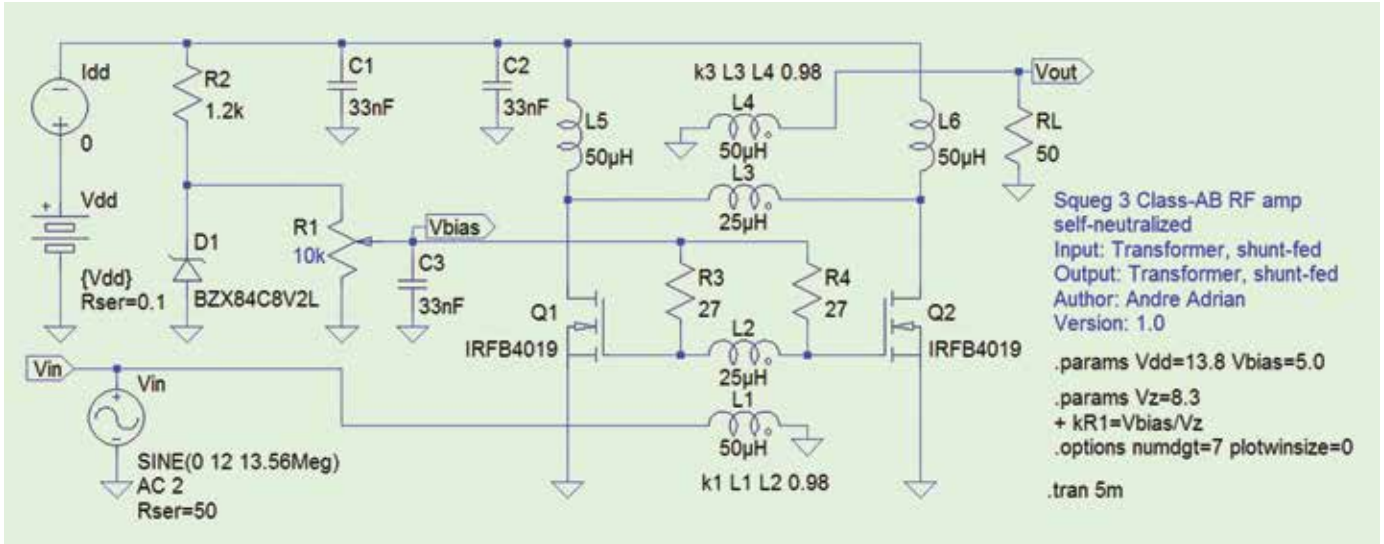 Idd
0
Vdd
+
{Vdd}
Rser=0.1
R2
1.2k
D1
BZX84C8V2L
R1
10k
C1
33nF
C2
33nF
Vbias
C3
33nF
L5
50µH
k3 L3 L4 0.98
L4
50µH
L3
25µH
L6
50µH
Vout
RL
50
R3
27
R4
27
Q1
IRFB4019
L2
25µH
Q2
IRFB4019
L1
50µH
k1 L1 L2 0.98
Vin
Vin
SINE(0 12 13.56Meg)
AC 2
Rser=50
Squeg 3 Class-AB RF amp
self-neutralized
Input: Transformer, shunt-fed
Output: Transformer, shunt-fed
Author: Andre Adrian
Version: 1.0
.params Vdd=13.8 Vbias=5.0
.params Vz=8.3
+ kR1=Vbias/Vz
.options numdgt=7 plotwinsize=0
.tran 5m